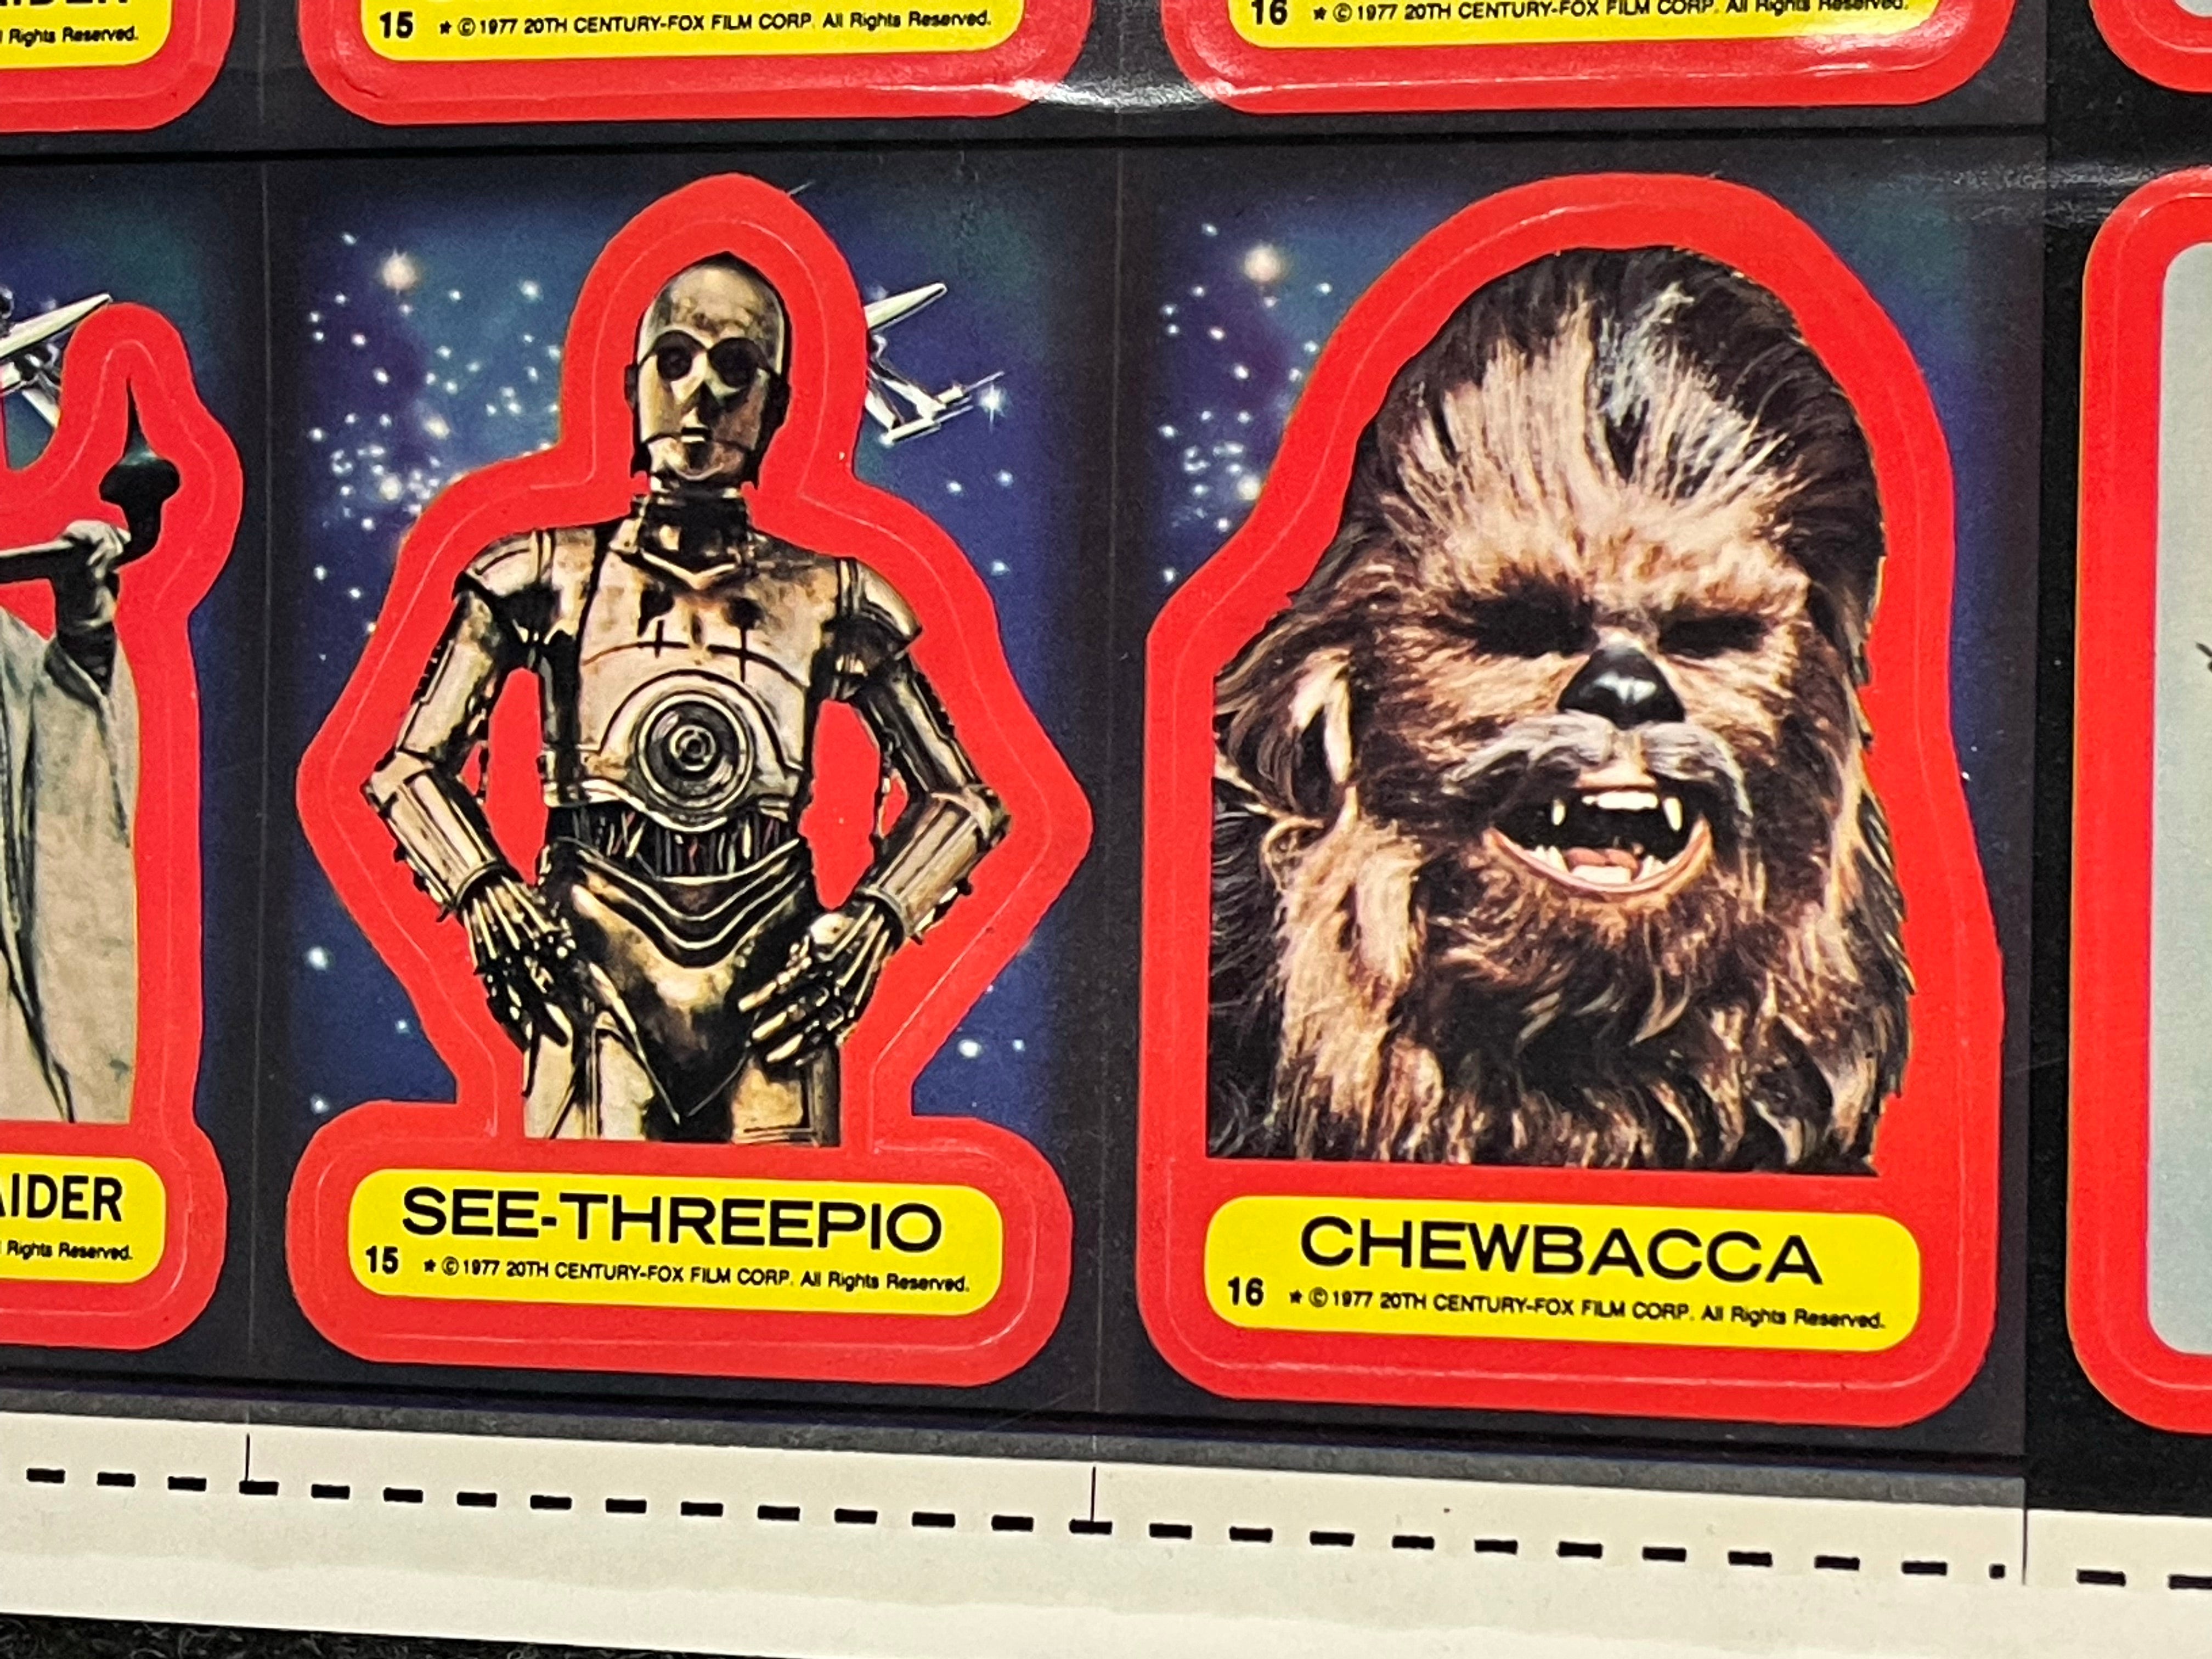 l Rights Reserved.
15 ★ © 1977 20TH CENTURY-FOX FILM CORP. All Rights Reserved.
16 ★ © 1977 20TH CENTURY-FOX FILM CORP. All Rights Reserved.
AIDER
l Rights Reserved.
SEE-THREEPIO
15 ★ © 1977 20TH CENTURY-FOX FILM CORP. All Rights Reserved.
CHEWBACCA
16 ★ © 1977 20TH CENTURY-FOX FILM CORP. All Rights Reserved.